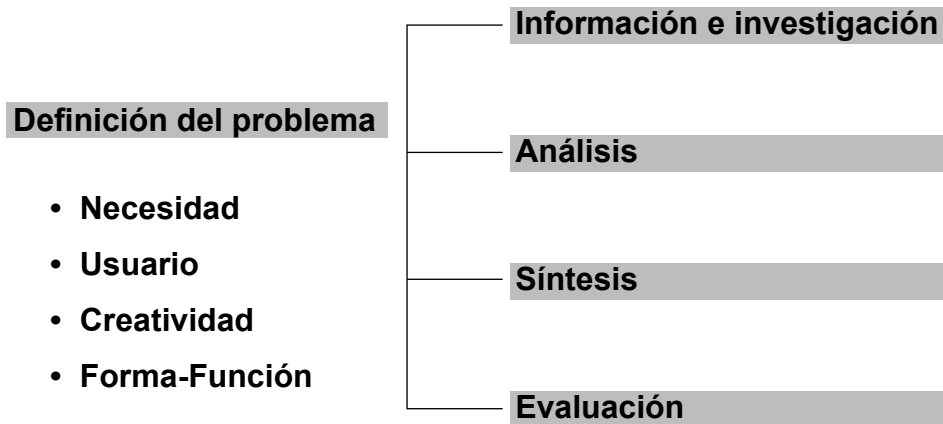 Definición del problema
• Necesidad
• Usuario
• Creatividad
• Forma-Función
Información e investigación
Análisis
Síntesis
Evaluación